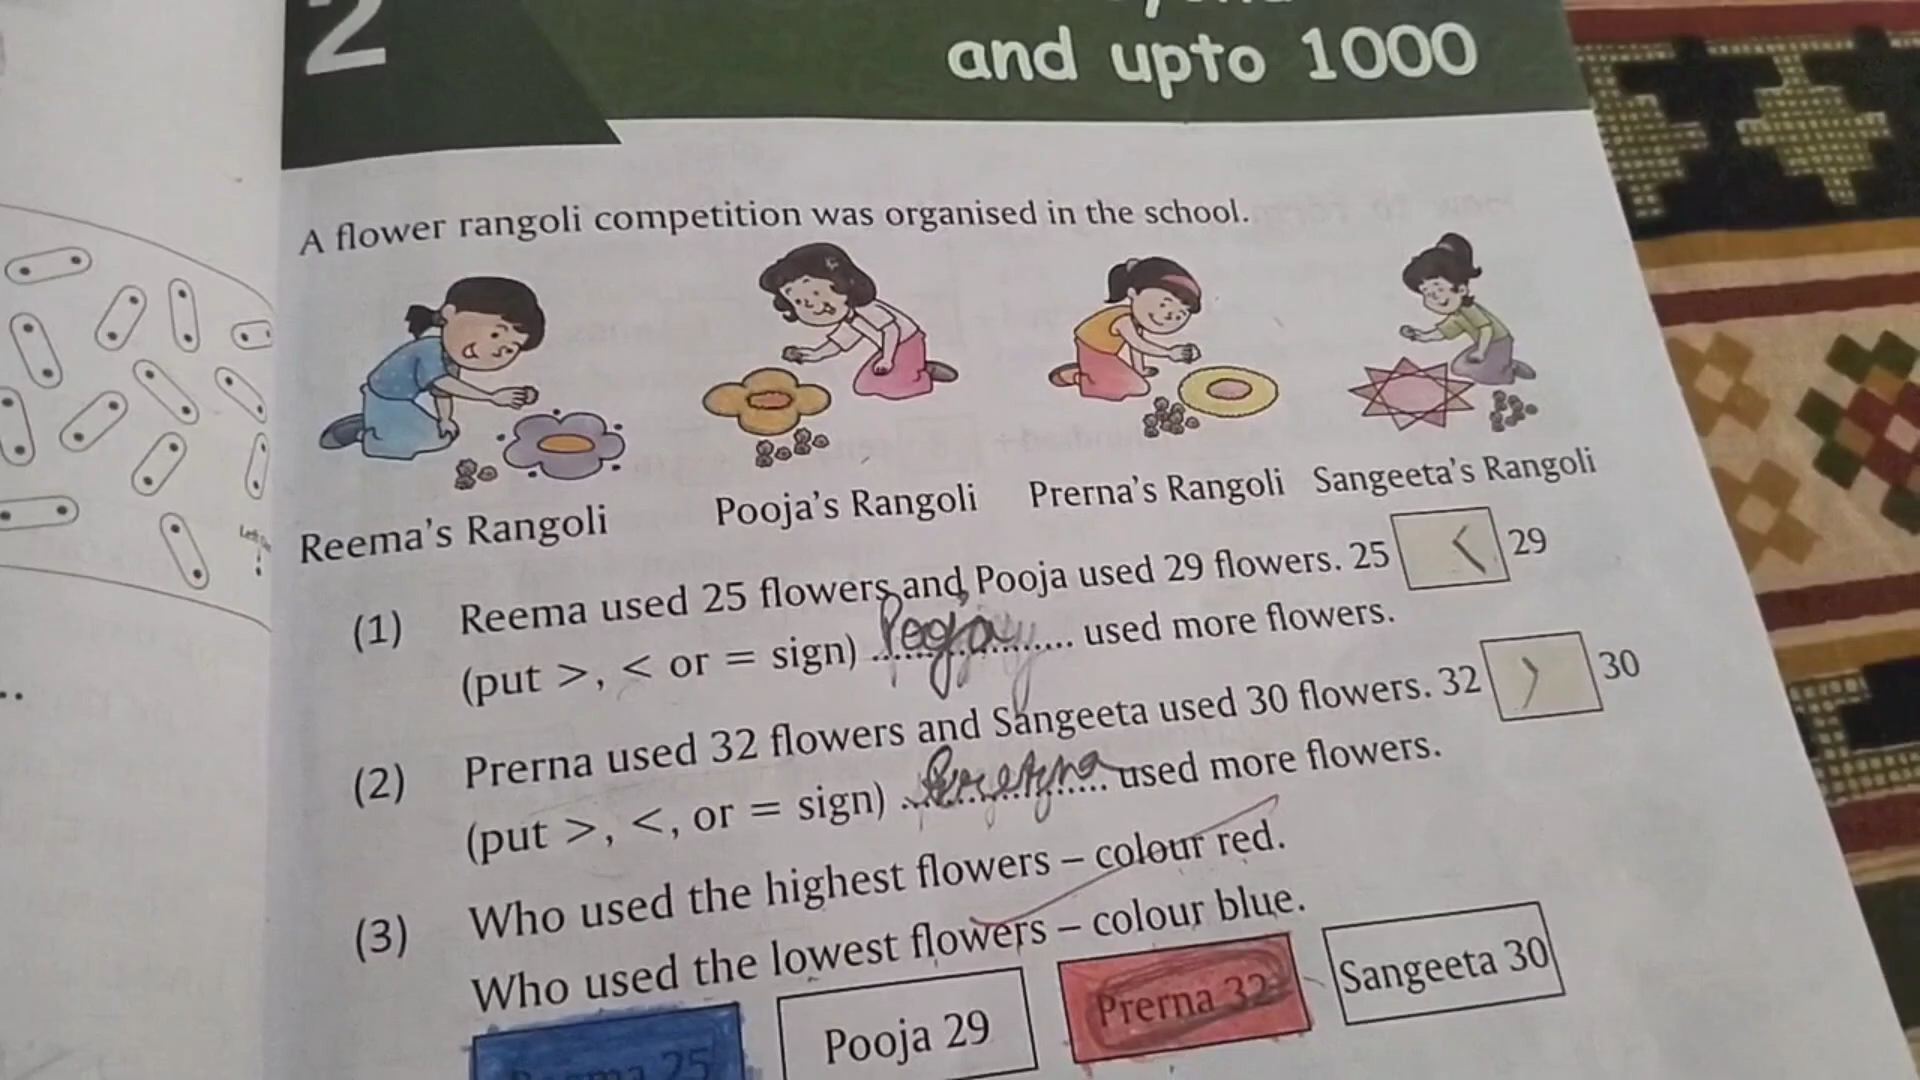 2
and upto 1000
A flower rangoli competition was organised in the school.
Reema's Rangoli Pooja's Rangoli Prerna's Rangoli Sangeeta's Rangoli
(1) Reema used 25 flowers and Pooja used 29 flowers. 25 < 29
(put >, < or = sign) Pooja used more flowers.
(2) Prerna used 32 flowers and Sangeeta used 30 flowers. 32 > 30
(put >, <, or = sign) ............... used more flowers.
(3) Who used the highest flowers – colour red.
Who used the lowest flowers – colour blue.
Reema 25 Pooja 29 Prerna 32 Sangeeta 30